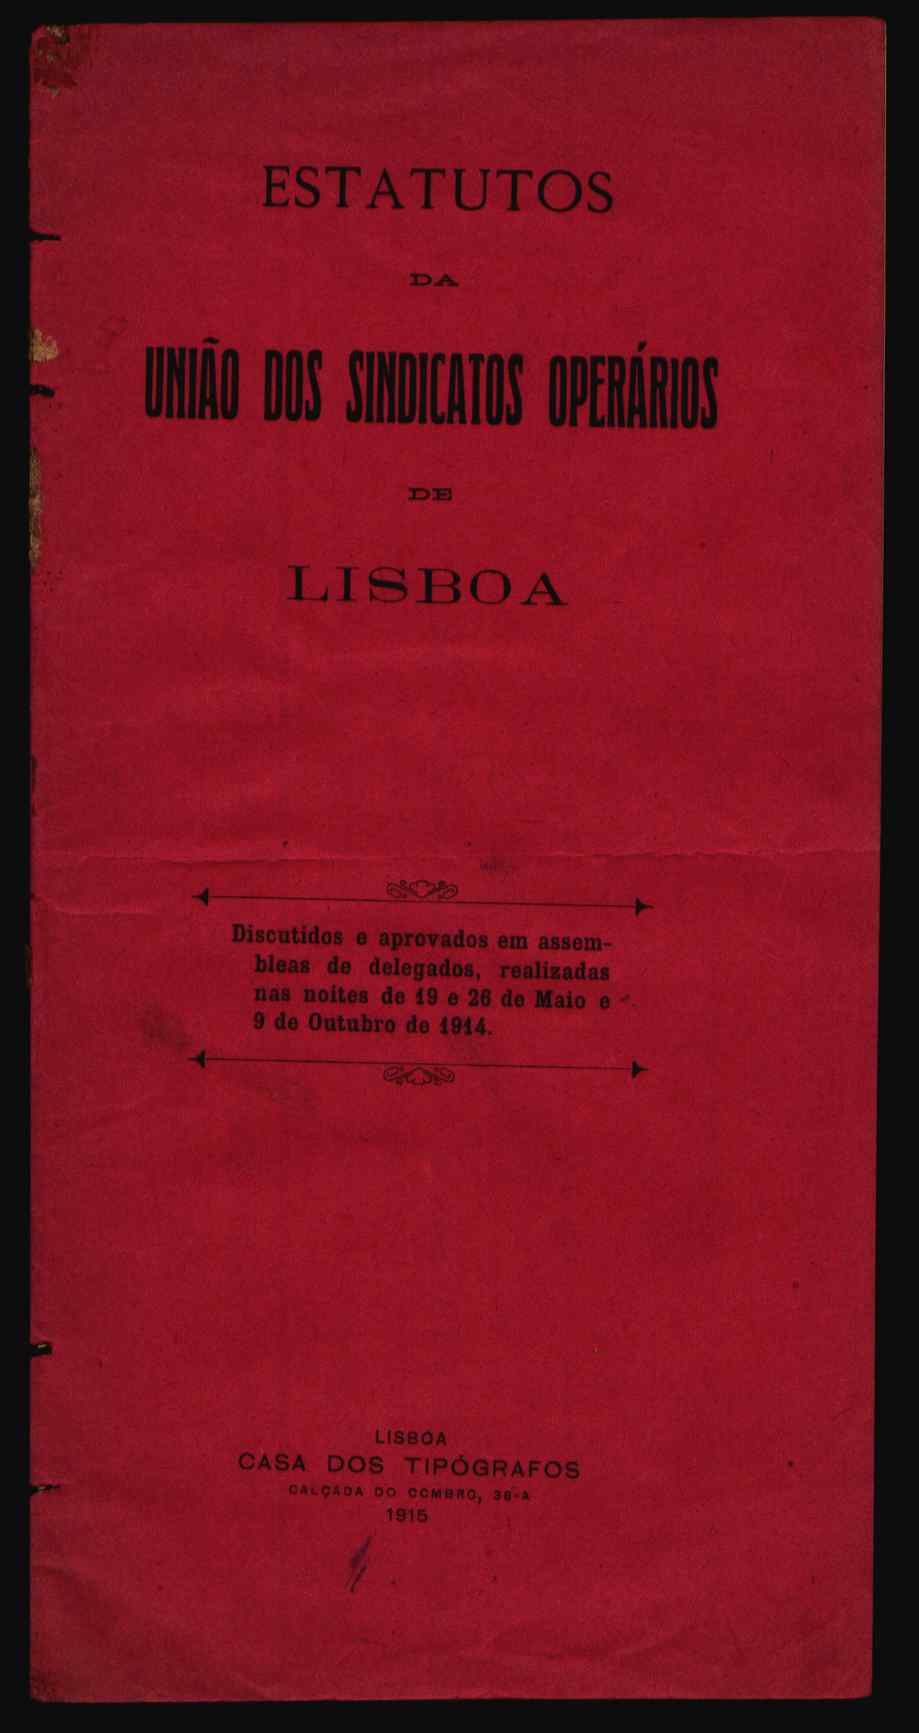 ESTATUTOS
DA
UNIÃO DOS SINDICATOS OPERÁRIOS
DE
LISBOA
Discutidos e aprovados em assem-
bleas de delegados, realizadas
nas noites de 19 e 26 de Maio e
9 de Outubro de 1914.
LISBOA
CASA DOS TIPÓGRAFOS
CALÇADA DO COMBRO, 38-A
1915